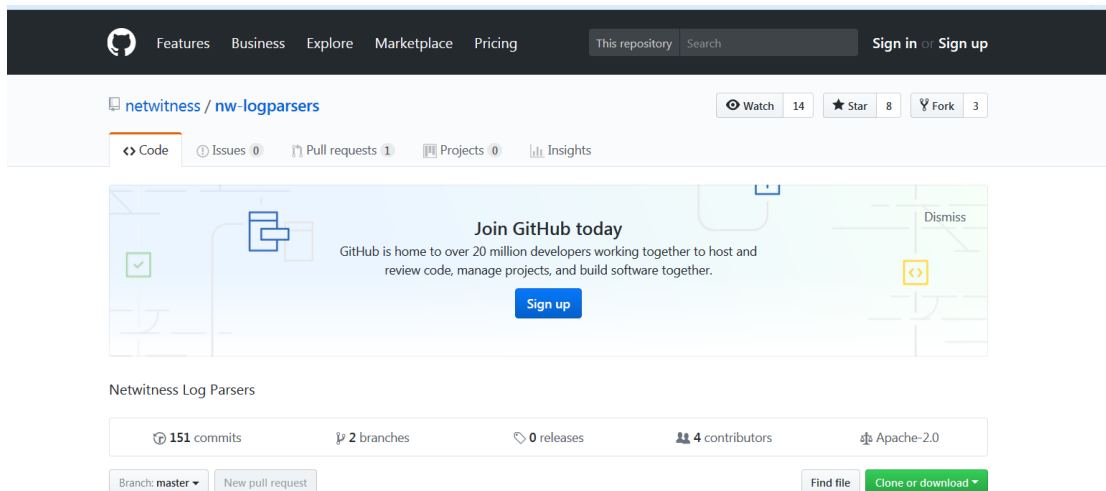 Features Business Explore Marketplace Pricing This repository Search Sign in or Sign up
netwitness / nw-logparsers Watch 14 Star 8 Fork 3
Code Issues 0 Pull requests 1 Projects 0 Insights
Join GitHub today
Dismiss
GitHub is home to over 20 million developers working together to host and
review code, manage projects, and build software together.
Sign up
Netwitness Log Parsers
151 commits 2 branches 0 releases 4 contributors Apache-2.0
Branch: master New pull request Find file Clone or download